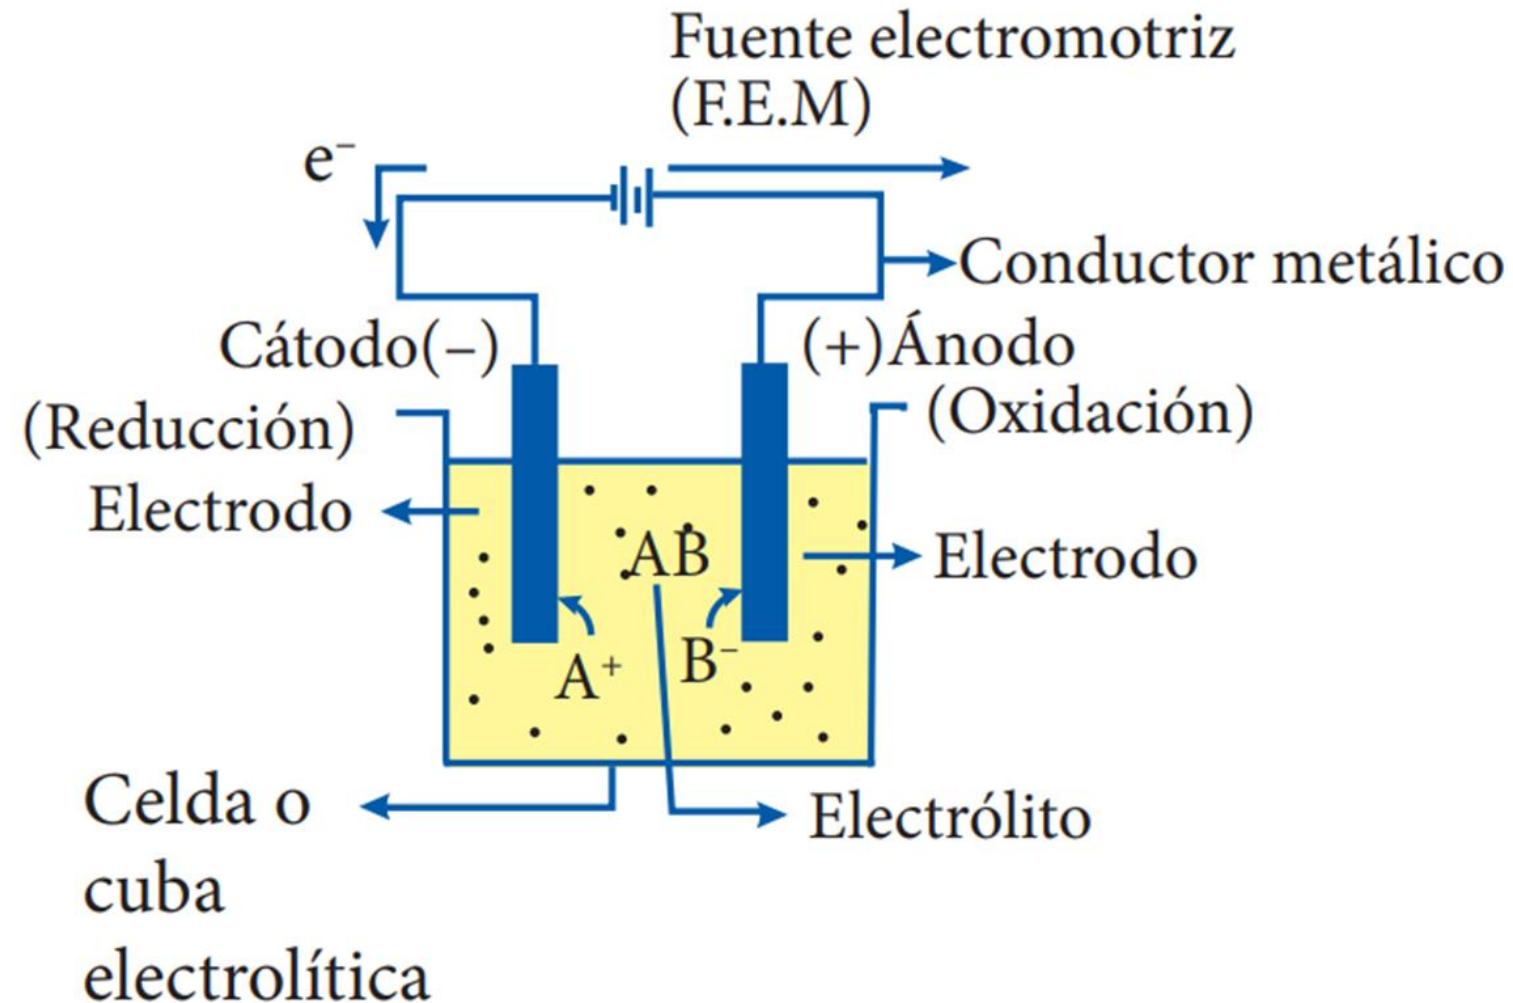 Fuente electromotriz
(F.E.M)
e⁻
Conductor metálico
Cátodo(–)
(+)Ánodo
(Reducción)
(Oxidación)
Electrodo
AB
Electrodo
A⁺
B⁻
Celda o
cuba
electrolítica
Electrólito